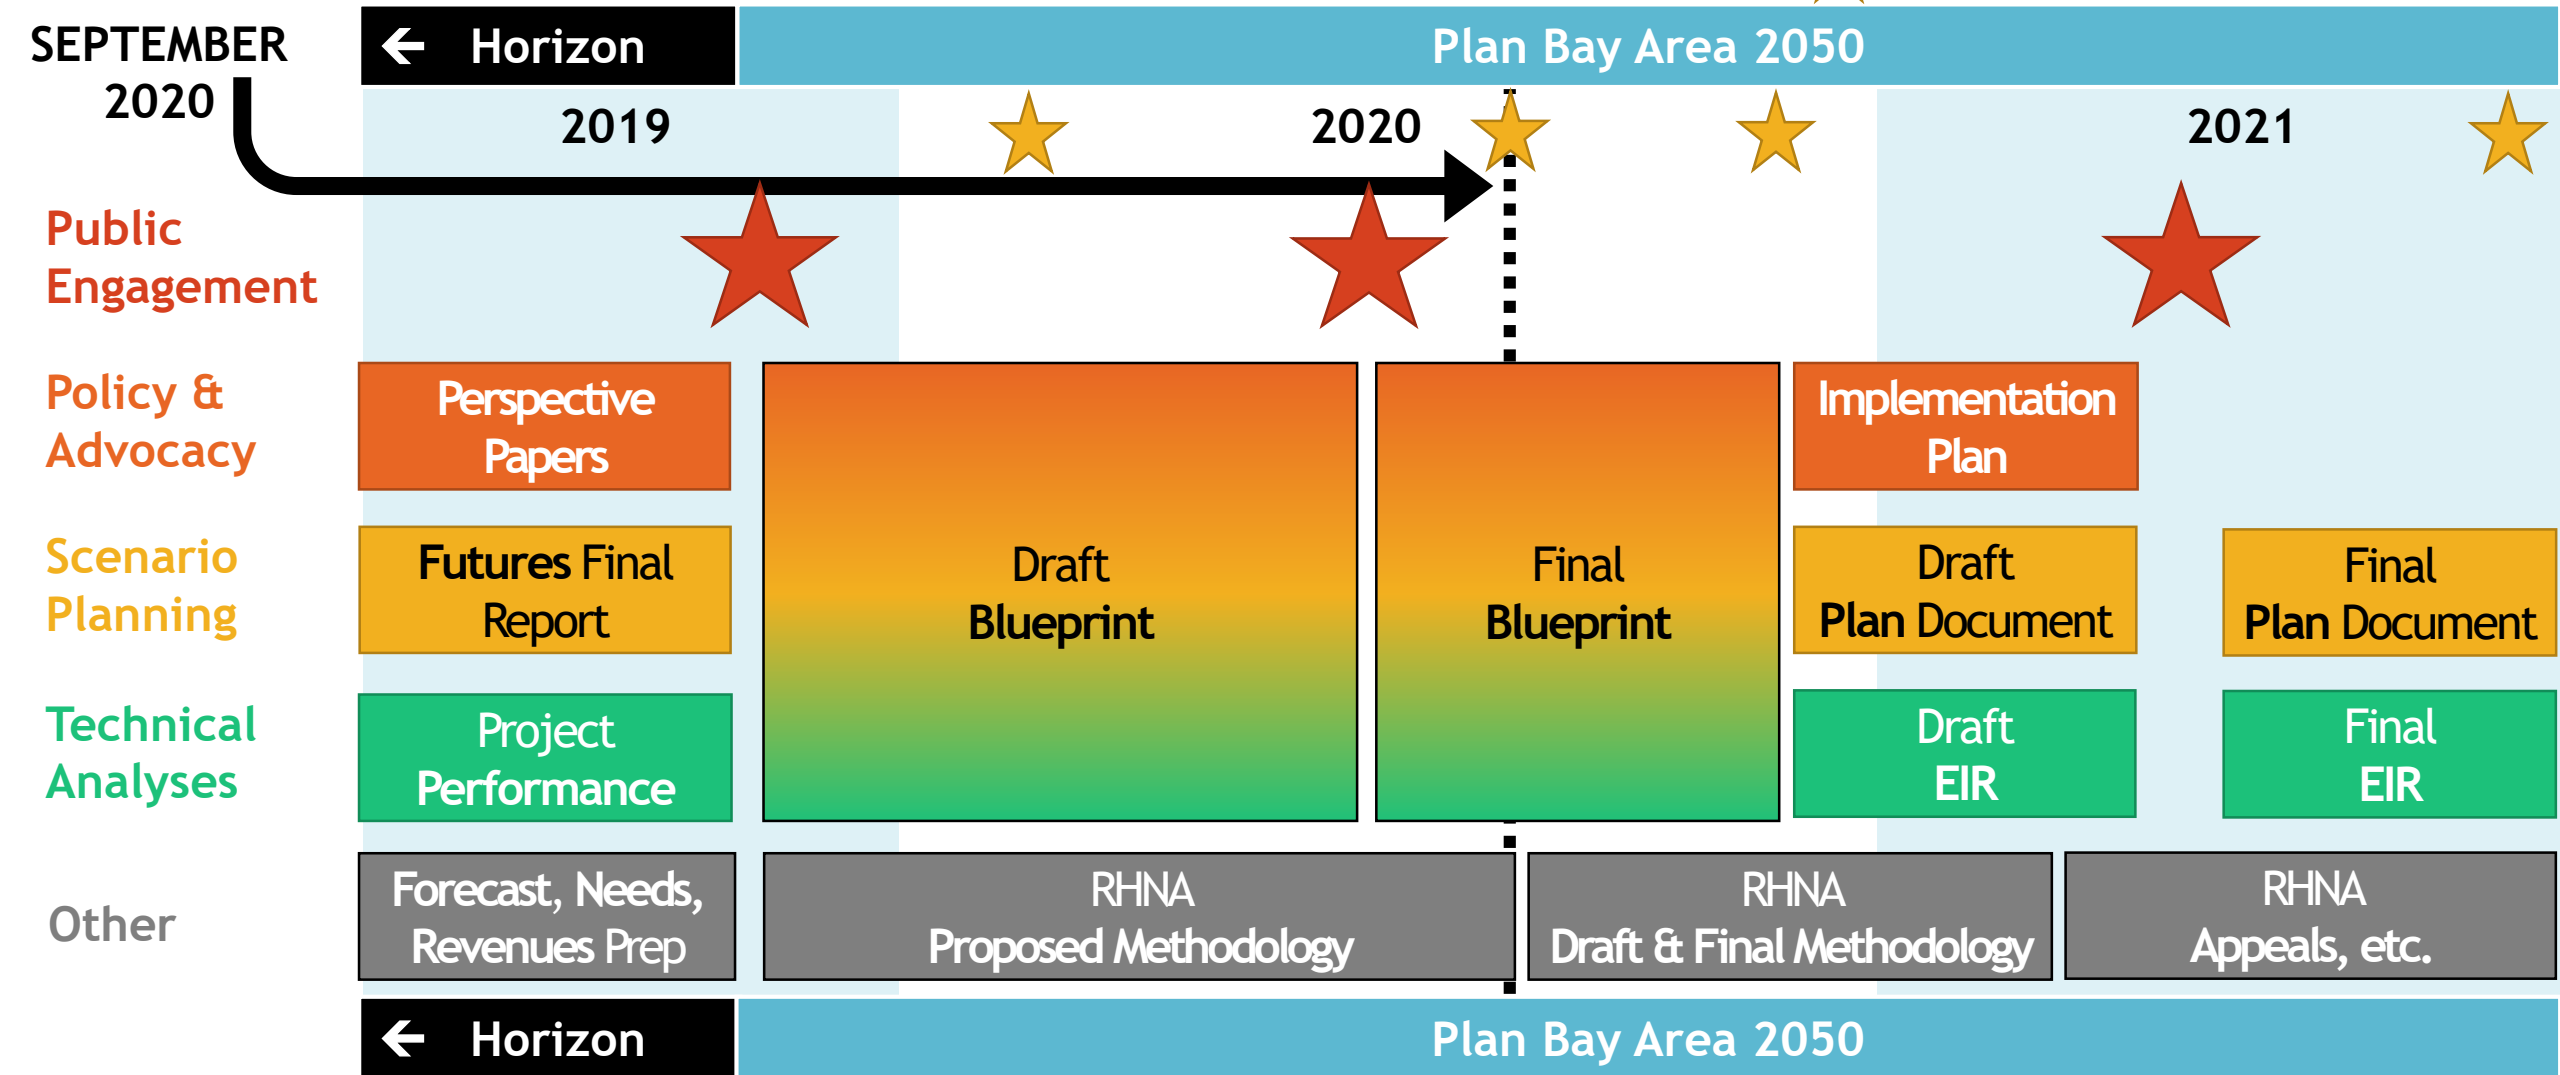 SEPTEMBER
2020
← Horizon
Plan Bay Area 2050
2019
2020
2021
Public
Engagement
Policy &
Advocacy
Perspective
Papers
Implementation
Plan
Scenario
Planning
Futures Final
Report
Draft
Blueprint
Final
Blueprint
Draft
Plan Document
Final
Plan Document
Technical
Analyses
Project
Performance
Draft
EIR
Final
EIR
Other
Forecast, Needs,
Revenues Prep
RHNA
Proposed Methodology
RHNA
Draft & Final Methodology
RHNA
Appeals, etc.
← Horizon
Plan Bay Area 2050